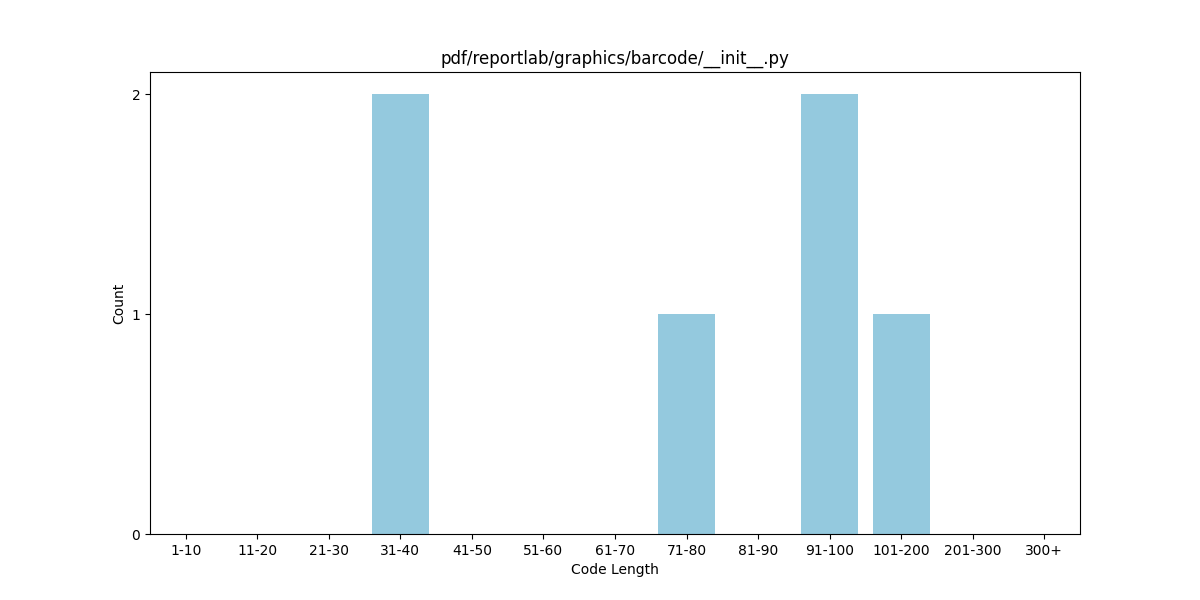 pdf/reportlab/graphics/barcode/__init__.py
Count
2
1
0
1-10 11-20 21-30 31-40 41-50 51-60 61-70 71-80 81-90 91-100 101-200 201-300 300+
Code Length